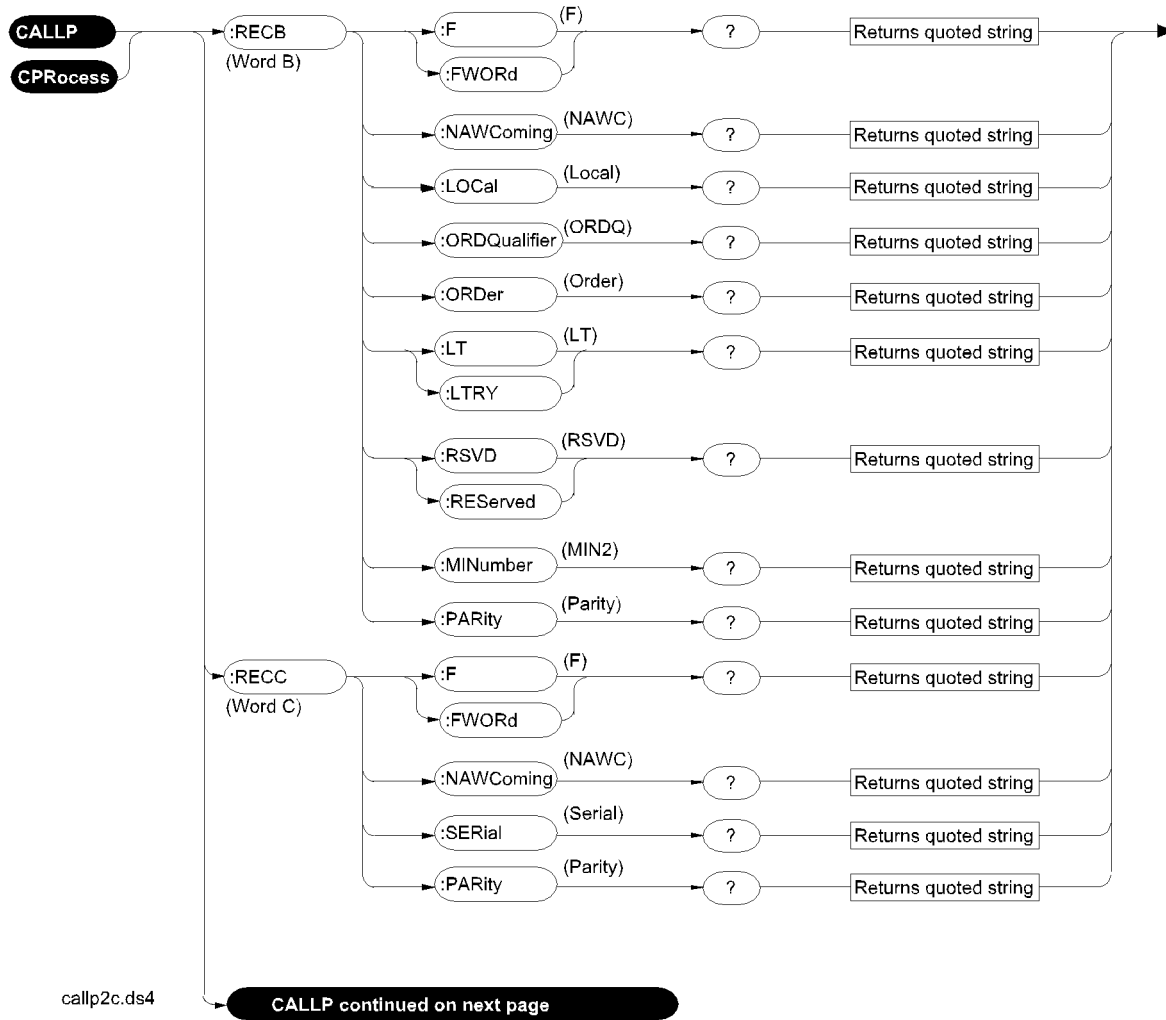 CALLP
CPRocess
:RECB
(Word B)
:F
(F)
?
Returns quoted string
:FWORd
:NAWComing
(NAWC)
?
Returns quoted string
:LOCal
(Local)
?
Returns quoted string
:ORDQualifier
(ORDQ)
?
Returns quoted string
:ORDer
(Order)
?
Returns quoted string
:LT
(LT)
?
Returns quoted string
:LTRY
:RSVD
(RSVD)
?
Returns quoted string
:REServed
:MINumber
(MIN2)
?
Returns quoted string
:PARity
(Parity)
?
Returns quoted string
:RECC
(Word C)
:F
(F)
?
Returns quoted string
:FWORd
:NAWComing
(NAWC)
?
Returns quoted string
:SERial
(Serial)
?
Returns quoted string
:PARity
(Parity)
?
Returns quoted string
callp2c.ds4
CALLP continued on next page